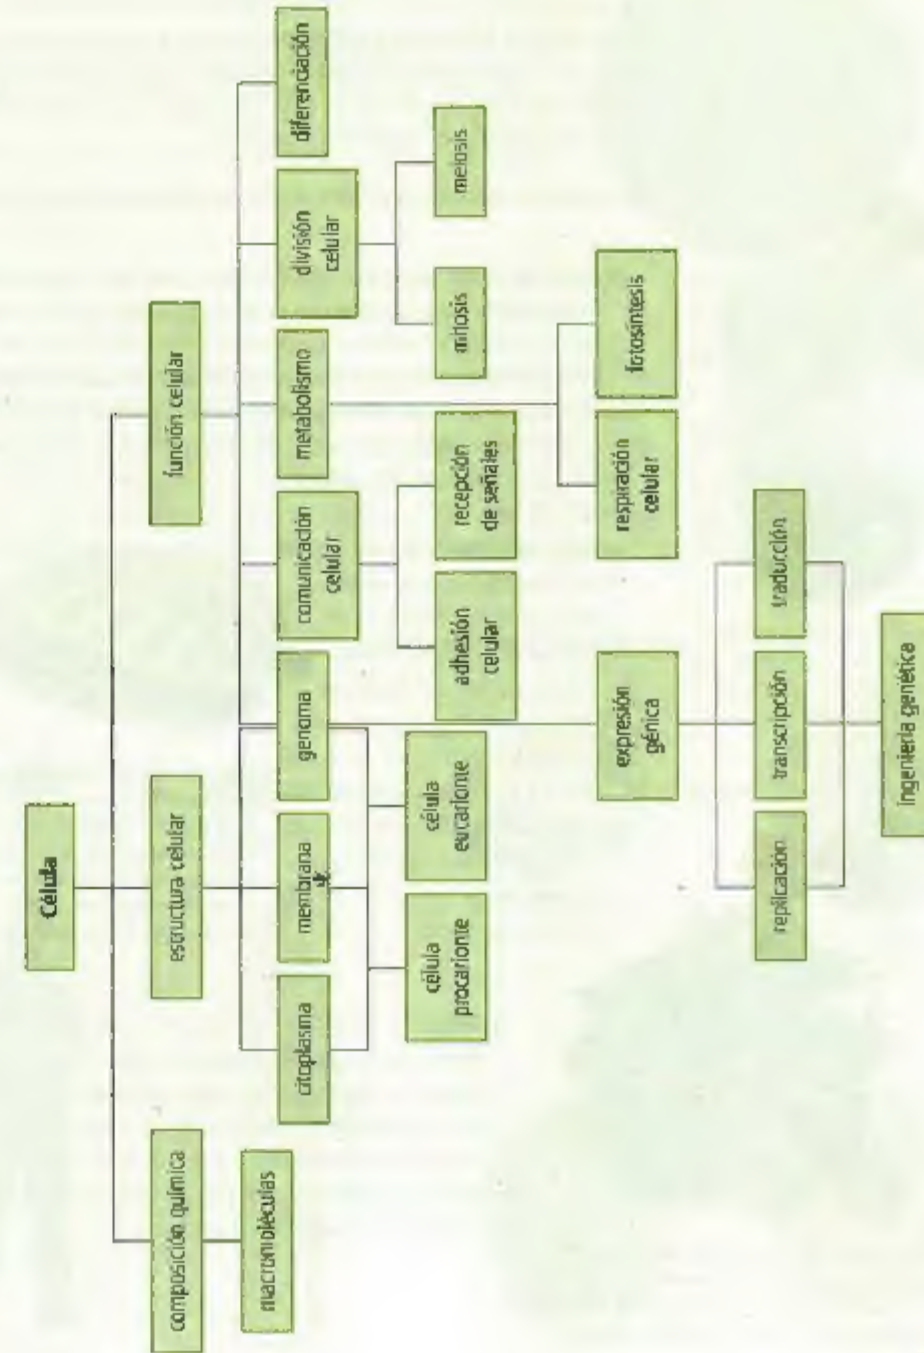 Célula
composición química
estructura celular
función celular
macromoléculas
citoplasma
membrana
genoma
comunicación
celular
metabolismo
división
celular
diferenciación
célula
procarionte
célula
eucarionte
adhesión
celular
recepción
de señales
mitosis
meiosis
expresión
génica
respiración
celular
fotosíntesis
replicación
transcripción
traducción
ingeniería genética